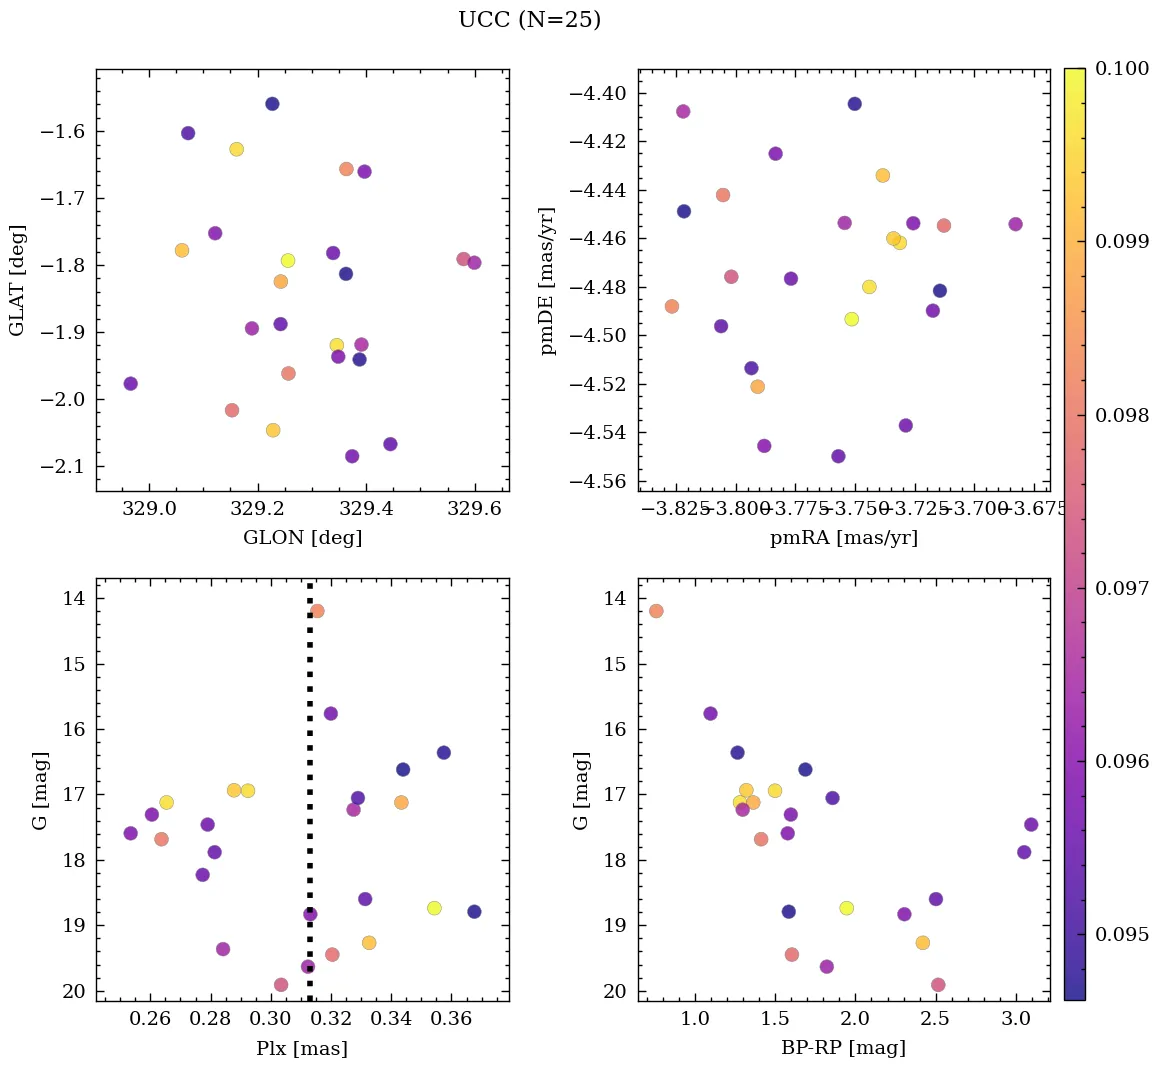 UCC (N=25)
−1.6
−1.7
−1.8
−1.9
−2.0
−2.1
GLAT [deg]
329.0 329.2 329.4 329.6
GLON [deg]
−4.40
−4.42
−4.44
−4.46
−4.48
−4.50
−4.52
−4.54
−4.56
pmDE [mas/yr]
−3.825 −3.800 −3.775 −3.750 −3.725 −3.700 −3.675
pmRA [mas/yr]
14
15
16
17
18
19
20
G [mag]
0.26 0.28 0.30 0.32 0.34 0.36
Plx [mas]
14
15
16
17
18
19
20
G [mag]
1.0 1.5 2.0 2.5 3.0
BP-RP [mag]
0.100
0.099
0.098
0.097
0.096
0.095